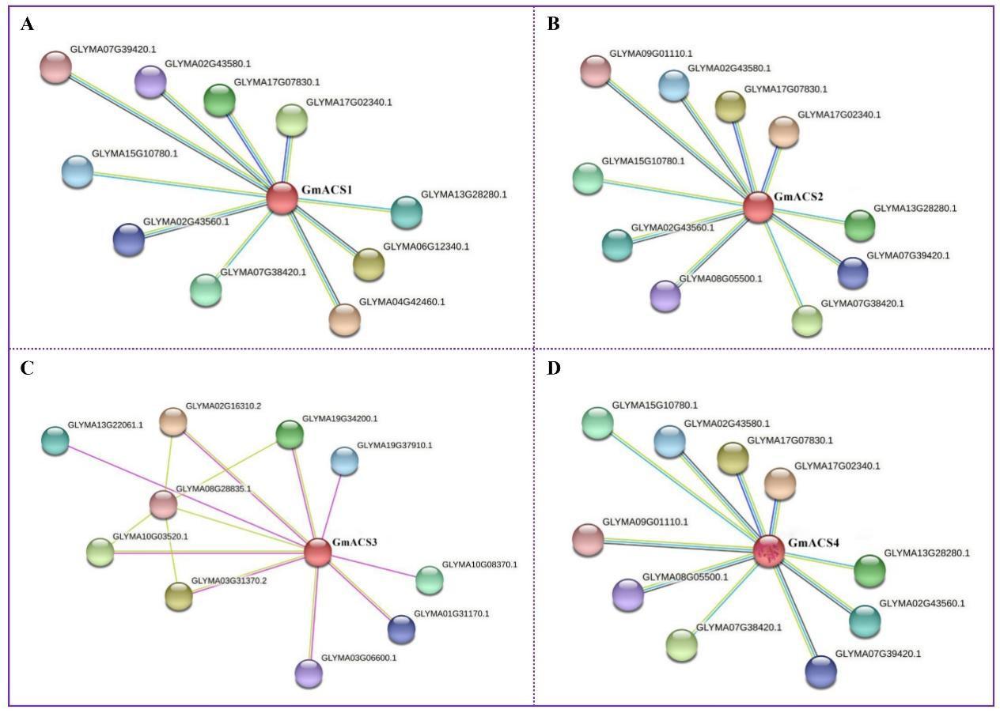 A
GLYMA07G39420.1
GLYMA02G43580.1
GLYMA17G07830.1
GLYMA17G02340.1
GLYMA15G10780.1
GmACS1
GLYMA13G28280.1
GLYMA02G43560.1
GLYMA06G12340.1
GLYMA07G38420.1
GLYMA04G42460.1
B
GLYMA09G01110.1
GLYMA02G43580.1
GLYMA17G07830.1
GLYMA17G02340.1
GLYMA15G10780.1
GmACS2
GLYMA13G28280.1
GLYMA02G43560.1
GLYMA07G39420.1
GLYMA08G05500.1
GLYMA07G38420.1
C
GLYMA02G16310.2
GLYMA19G34200.1
GLYMA13G22061.1
GLYMA19G37910.1
GLYMA08G28835.1
GLYMA10G03520.1
GmACS3
GLYMA10G08370.1
GLYMA03G31370.2
GLYMA01G31170.1
GLYMA03G06600.1
D
GLYMA15G10780.1
GLYMA02G43580.1
GLYMA17G07830.1
GLYMA17G02340.1
GLYMA09G01110.1
GmACS4
GLYMA13G28280.1
GLYMA08G05500.1
GLYMA02G43560.1
GLYMA07G38420.1
GLYMA07G39420.1